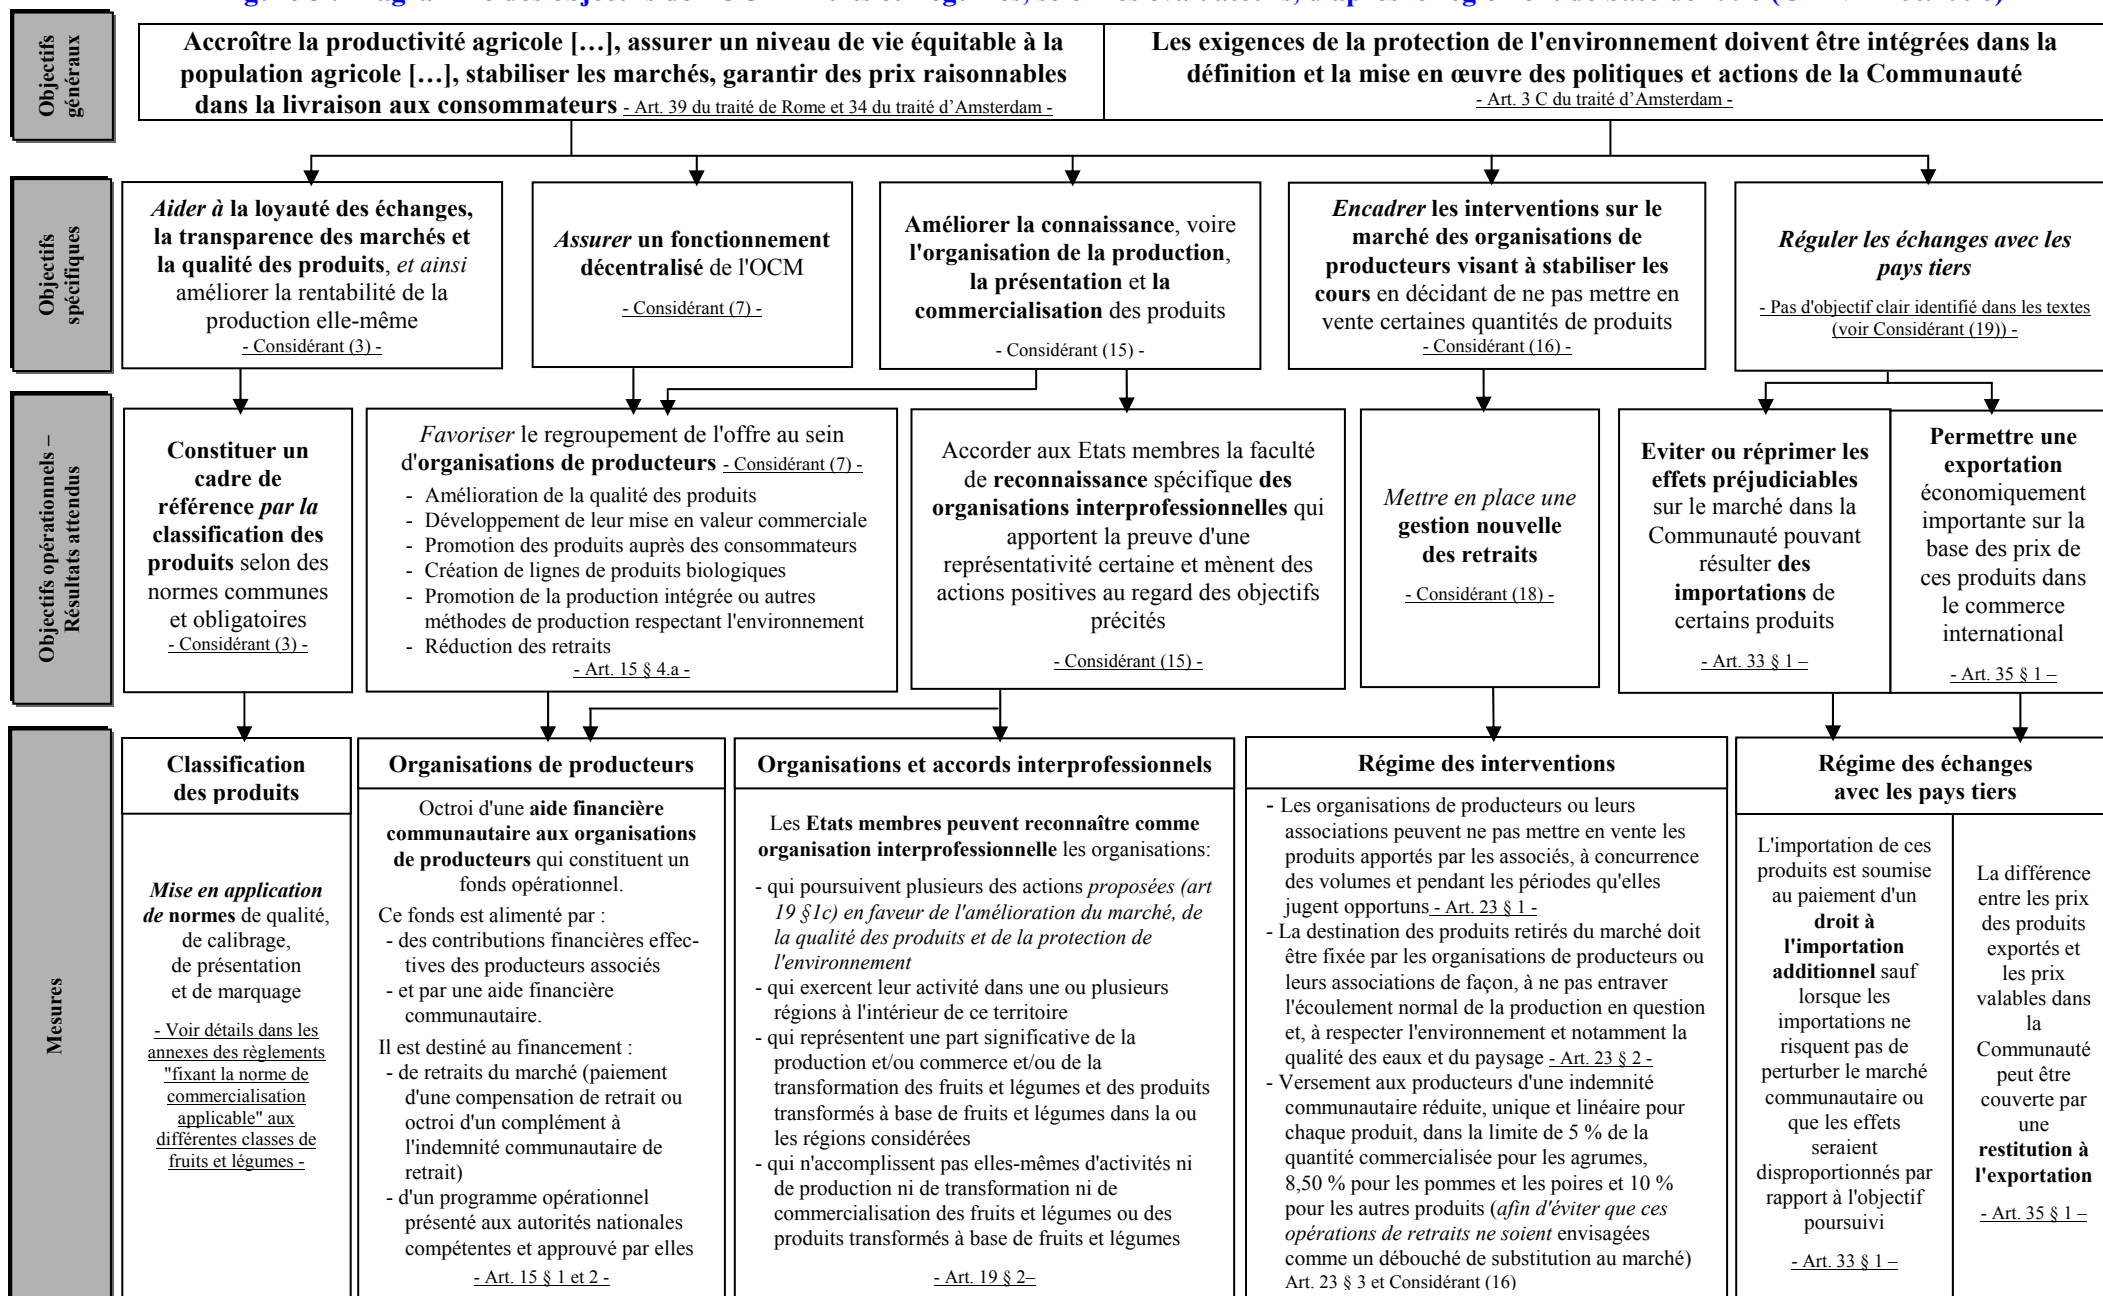 des objectifs de l'OCM Fruits et Légumes, selon les évaluateurs, d'après le règlement de base de
Objectifs
généraux
Accroître la productivité agricole […], assurer un niveau de vie équitable à la
population agricole […], stabiliser les marchés, garantir des prix raisonnables
dans la livraison aux consommateurs - Art. 39 du traité de Rome et 34 du traité d'Amsterdam -
Les exigences de la protection de l'environnement doivent être intégrées dans la
définition et la mise en œuvre des politiques et actions de la Communauté
- Art. 3 C du traité d'Amsterdam -
Objectifs
spécifiques
Aider à la loyauté des échanges,
la transparence des marchés et
la qualité des produits, et ainsi
améliorer la rentabilité de la
production elle-même
- Considérant (3) -
Assurer un fonctionnement
décentralisé de l'OCM
- Considérant (7) -
Améliorer la connaissance, voire
l'organisation de la production,
la présentation et la
commercialisation des produits
- Considérant (15) -
Encadrer les interventions sur le
marché des organisations de
producteurs visant à stabiliser les
cours en décidant de ne pas mettre en
vente certaines quantités de produits
- Considérant (16) -
Réguler les échanges avec les
pays tiers
- Pas d'objectif clair identifié dans les textes
(voir Considérant (19)) -
Objectifs opérationnels –
Résultats attendus
Constituer un
cadre de
référence par la
classification des
produits selon des
normes communes
et obligatoires
- Considérant (3) -
Favoriser le regroupement de l'offre au sein
d'organisations de producteurs - Considérant (7) -
- Amélioration de la qualité des produits
- Développement de leur mise en valeur commerciale
- Promotion des produits auprès des consommateurs
- Création de lignes de produits biologiques
- Promotion de la production intégrée ou autres
méthodes de production respectant l'environnement
- Réduction des retraits
- Art. 15 § 4.a -
Accorder aux Etats membres la faculté
de reconnaissance spécifique des
organisations interprofessionnelles qui
apportent la preuve d'une
représentativité certaine et mènent des
actions positives au regard des objectifs
précités
- Considérant (15) -
Mettre en place une
gestion nouvelle
des retraits
- Considérant (18) -
Eviter ou réprimer les
effets préjudiciables
sur le marché dans la
Communauté pouvant
résulter des
importations de
certains produits
- Art. 33 § 1 –
Permettre une
exportation
économiquement
importante sur la
base des prix de
ces produits dans
le commerce
international
- Art. 35 § 1 –
Mesures
Classification
des produits
Mise en application
de normes de qualité,
de calibrage,
de présentation
et de marquage
- Voir détails dans les
annexes des règlements
"fixant la norme de
commercialisation
applicable" aux
différentes classes de
fruits et légumes -
Organisations de producteurs
Octroi d'une aide financière
communautaire aux organisations
de producteurs qui constituent un
fonds opérationnel.
Ce fonds est alimenté par :
- des contributions financières effec-
tives des producteurs associés
- et par une aide financière
communautaire.
Il est destiné au financement :
- de retraits du marché (paiement
d'une compensation de retrait ou
octroi d'un complément à
l'indemnité communautaire de
retrait)
- d'un programme opérationnel
présenté aux autorités nationales
compétentes et approuvé par elles
- Art. 15 § 1 et 2 -
Organisations et accords interprofessionnels
Les Etats membres peuvent reconnaître comme
organisation interprofessionnelle les organisations:
- qui poursuivent plusieurs des actions proposées (art
19 §1c) en faveur de l'amélioration du marché, de
la qualité des produits et de la protection de
l'environnement
- qui exercent leur activité dans une ou plusieurs
régions à l'intérieur de ce territoire
- qui représentent une part significative de la
production et/ou commerce et/ou de la
transformation des fruits et légumes et des produits
transformés à base de fruits et légumes dans la ou
les régions considérées
- qui n'accomplissent pas elles-mêmes d'activités ni
de production ni de transformation ni de
commercialisation des fruits et légumes ou des
produits transformés à base de fruits et légumes
- Art. 19 § 2–
Régime des interventions
- Les organisations de producteurs ou leurs
associations peuvent ne pas mettre en vente les
produits apportés par les associés, à concurrence
des volumes et pendant les périodes qu'elles
jugent opportuns - Art. 23 § 1 -
- La destination des produits retirés du marché doit
être fixée par les organisations de producteurs ou
leurs associations de façon, à ne pas entraver
l'écoulement normal de la production en question
et, à respecter l'environnement et notamment la
qualité des eaux et du paysage - Art. 23 § 2 -
- Versement aux producteurs d'une indemnité
communautaire réduite, unique et linéaire pour
chaque produit, dans la limite de 5 % de la
quantité commercialisée pour les agrumes,
8,50 % pour les pommes et les poires et 10 %
pour les autres produits (afin d'éviter que ces
opérations de retraits ne soient envisagées
comme un débouché de substitution au marché)
Art. 23 § 3 et Considérant (16)
Régime des échanges
avec les pays tiers
L'importation de ces
produits est soumise
au paiement d'un
droit à
l'importation
additionnel sauf
lorsque les
importations ne
risquent pas de
perturber le marché
communautaire ou
que les effets
seraient
disproportionnés par
rapport à l'objectif
poursuivi
- Art. 33 § 1 –
La différence
entre les prix
des produits
exportés et
les prix
valables dans
la
Communauté
peut être
couverte par
une
restitution à
l'exportation
- Art. 35 § 1 –